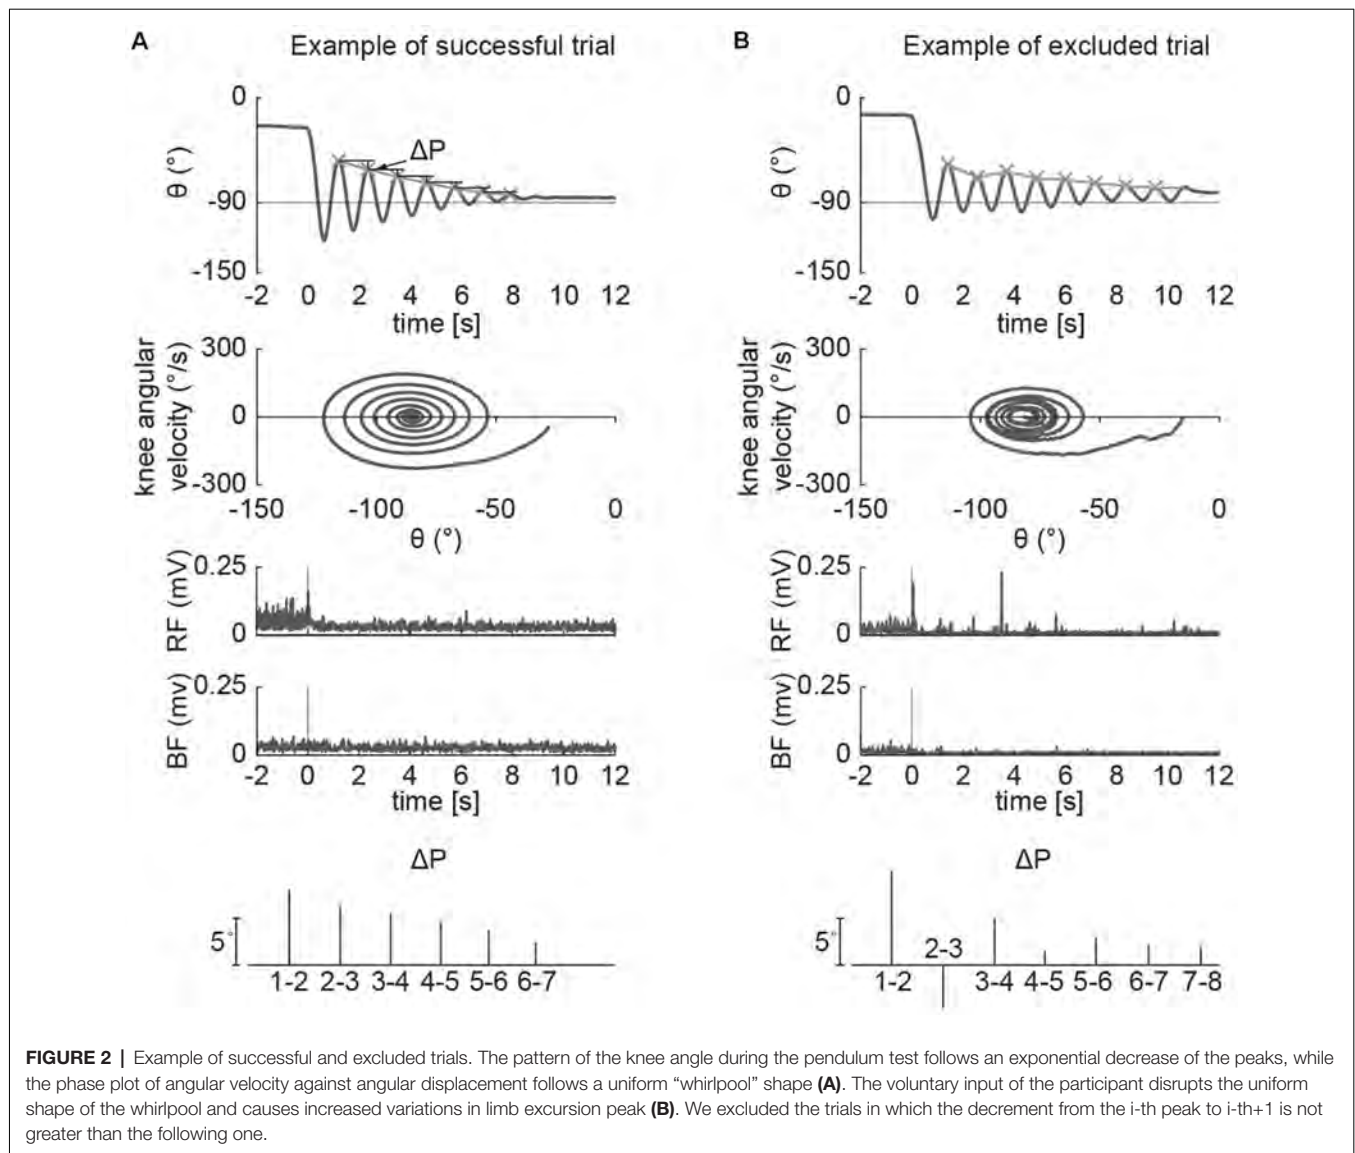 A Example of successful trial
0
θ (°)
ΔP
-90
-150
-2 0 2 4 6 8 10 12
time [s]
knee angular
velocity (°/s)
300
0
-300
-150 -100 -50 0
θ (°)
RF (mV)
0.25
0
BF (mv)
0.25
0
-2 0 2 4 6 8 10 12
time [s]
ΔP
5°
1-2 2-3 3-4 4-5 5-6 6-7
B Example of excluded trial
0
θ (°)
-90
-150
-2 0 2 4 6 8 10 12
time [s]
knee angular
velocity (°/s)
300
0
-300
-150 -100 -50 0
θ (°)
RF (mV)
0.25
0
BF (mv)
0.25
0
-2 0 2 4 6 8 10 12
time [s]
ΔP
5°
2-3
1-2 3-4 4-5 5-6 6-7 7-8
FIGURE 2 | Example of successful and excluded trials. The pattern of the knee angle during the pendulum test follows an exponential decrease of the peaks, while
the phase plot of angular velocity against angular displacement follows a uniform “whirlpool” shape (A). The voluntary input of the participant disrupts the uniform
shape of the whirlpool and causes increased variations in limb excursion peak (B). We excluded the trials in which the decrement from the i-th peak to i-th+1 is not
greater than the following one.